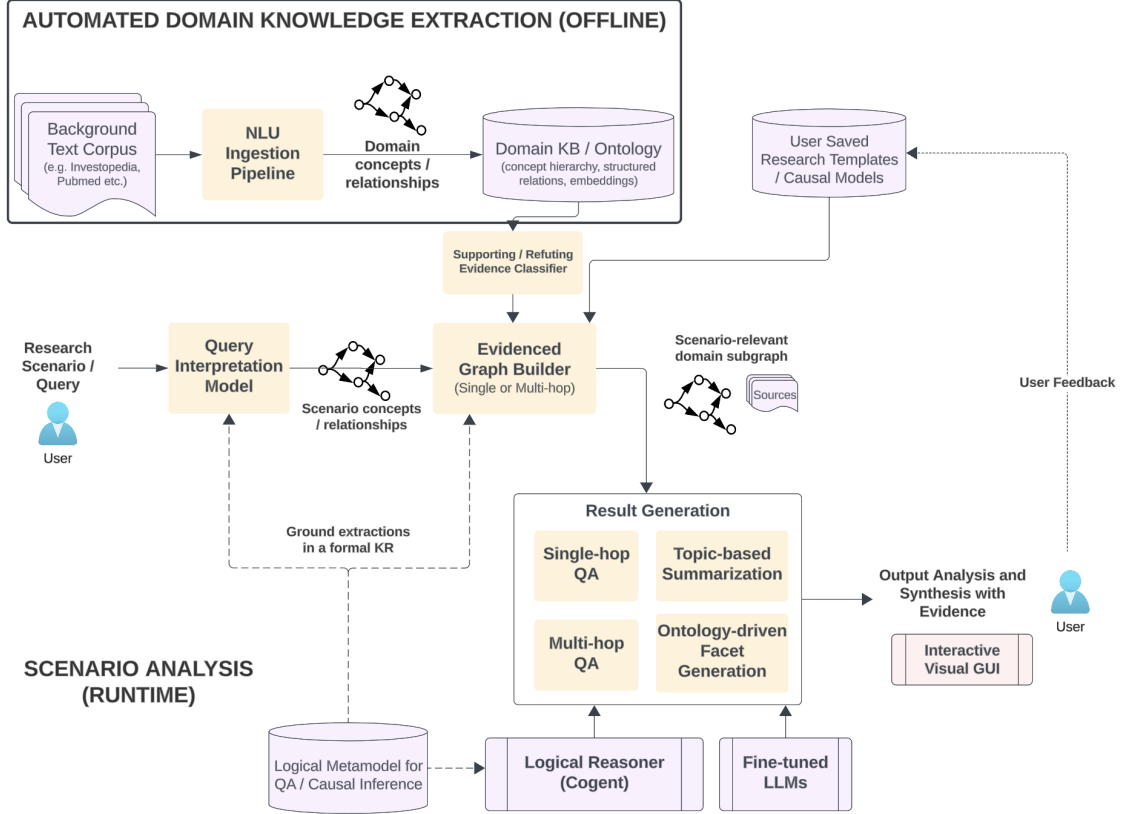 AUTOMATED DOMAIN KNOWLEDGE EXTRACTION (OFFLINE)
Background
Text Corpus
(e.g. Investopedia,
Pubmed etc.)
NLU
Ingestion
Pipeline
Domain
concepts /
relationships
Domain KB / Ontology
(concept hierarchy, structured
relations, embeddings)
User Saved
Research Templates
/ Causal Models
Supporting / Refuting
Evidence Classifier
Research
Scenario /
Query
User
Query
Interpretation
Model
Scenario concepts
/ relationships
Evidenced
Graph Builder
(Single or Multi-hop)
Scenario-relevant
domain subgraph
Sources
User Feedback
Ground extractions
in a formal KR
Result Generation
Single-hop
QA
Topic-based
Summarization
Multi-hop
QA
Ontology-driven
Facet
Generation
Output Analysis and
Synthesis with
Evidence
User
Interactive
Visual GUI
SCENARIO ANALYSIS
(RUNTIME)
Logical Metamodel for
QA / Causal Inference
Logical Reasoner
(Cogent)
Fine-tuned
LLMs